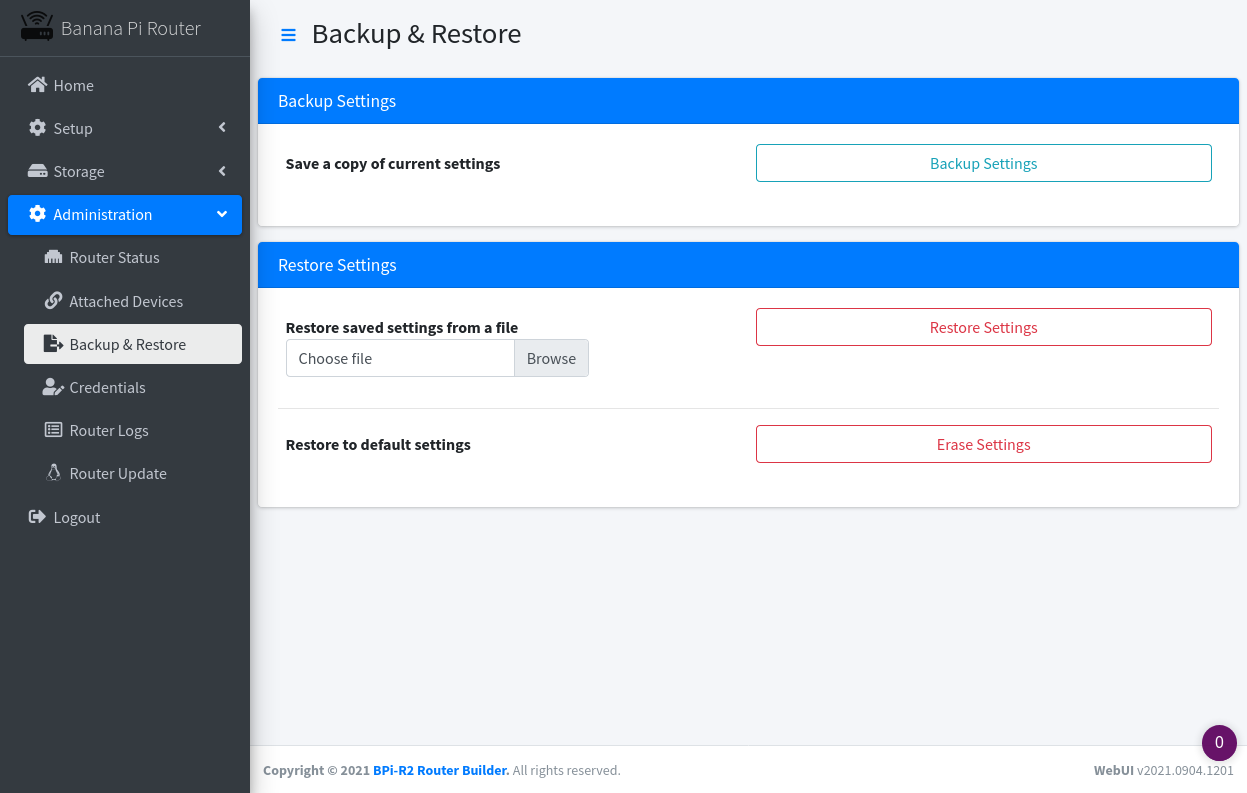 Banana Pi Router
Home
Setup
Storage
Administration
Router Status
Attached Devices
Backup & Restore
Credentials
Router Logs
Router Update
Logout
Backup & Restore
Backup Settings
Save a copy of current settings
Backup Settings
Restore Settings
Restore saved settings from a file
Restore Settings
Choose file
Browse
Restore to default settings
Erase Settings
0
Copyright © 2021 BPi-R2 Router Builder. All rights reserved.
WebUI v2021.0904.1201